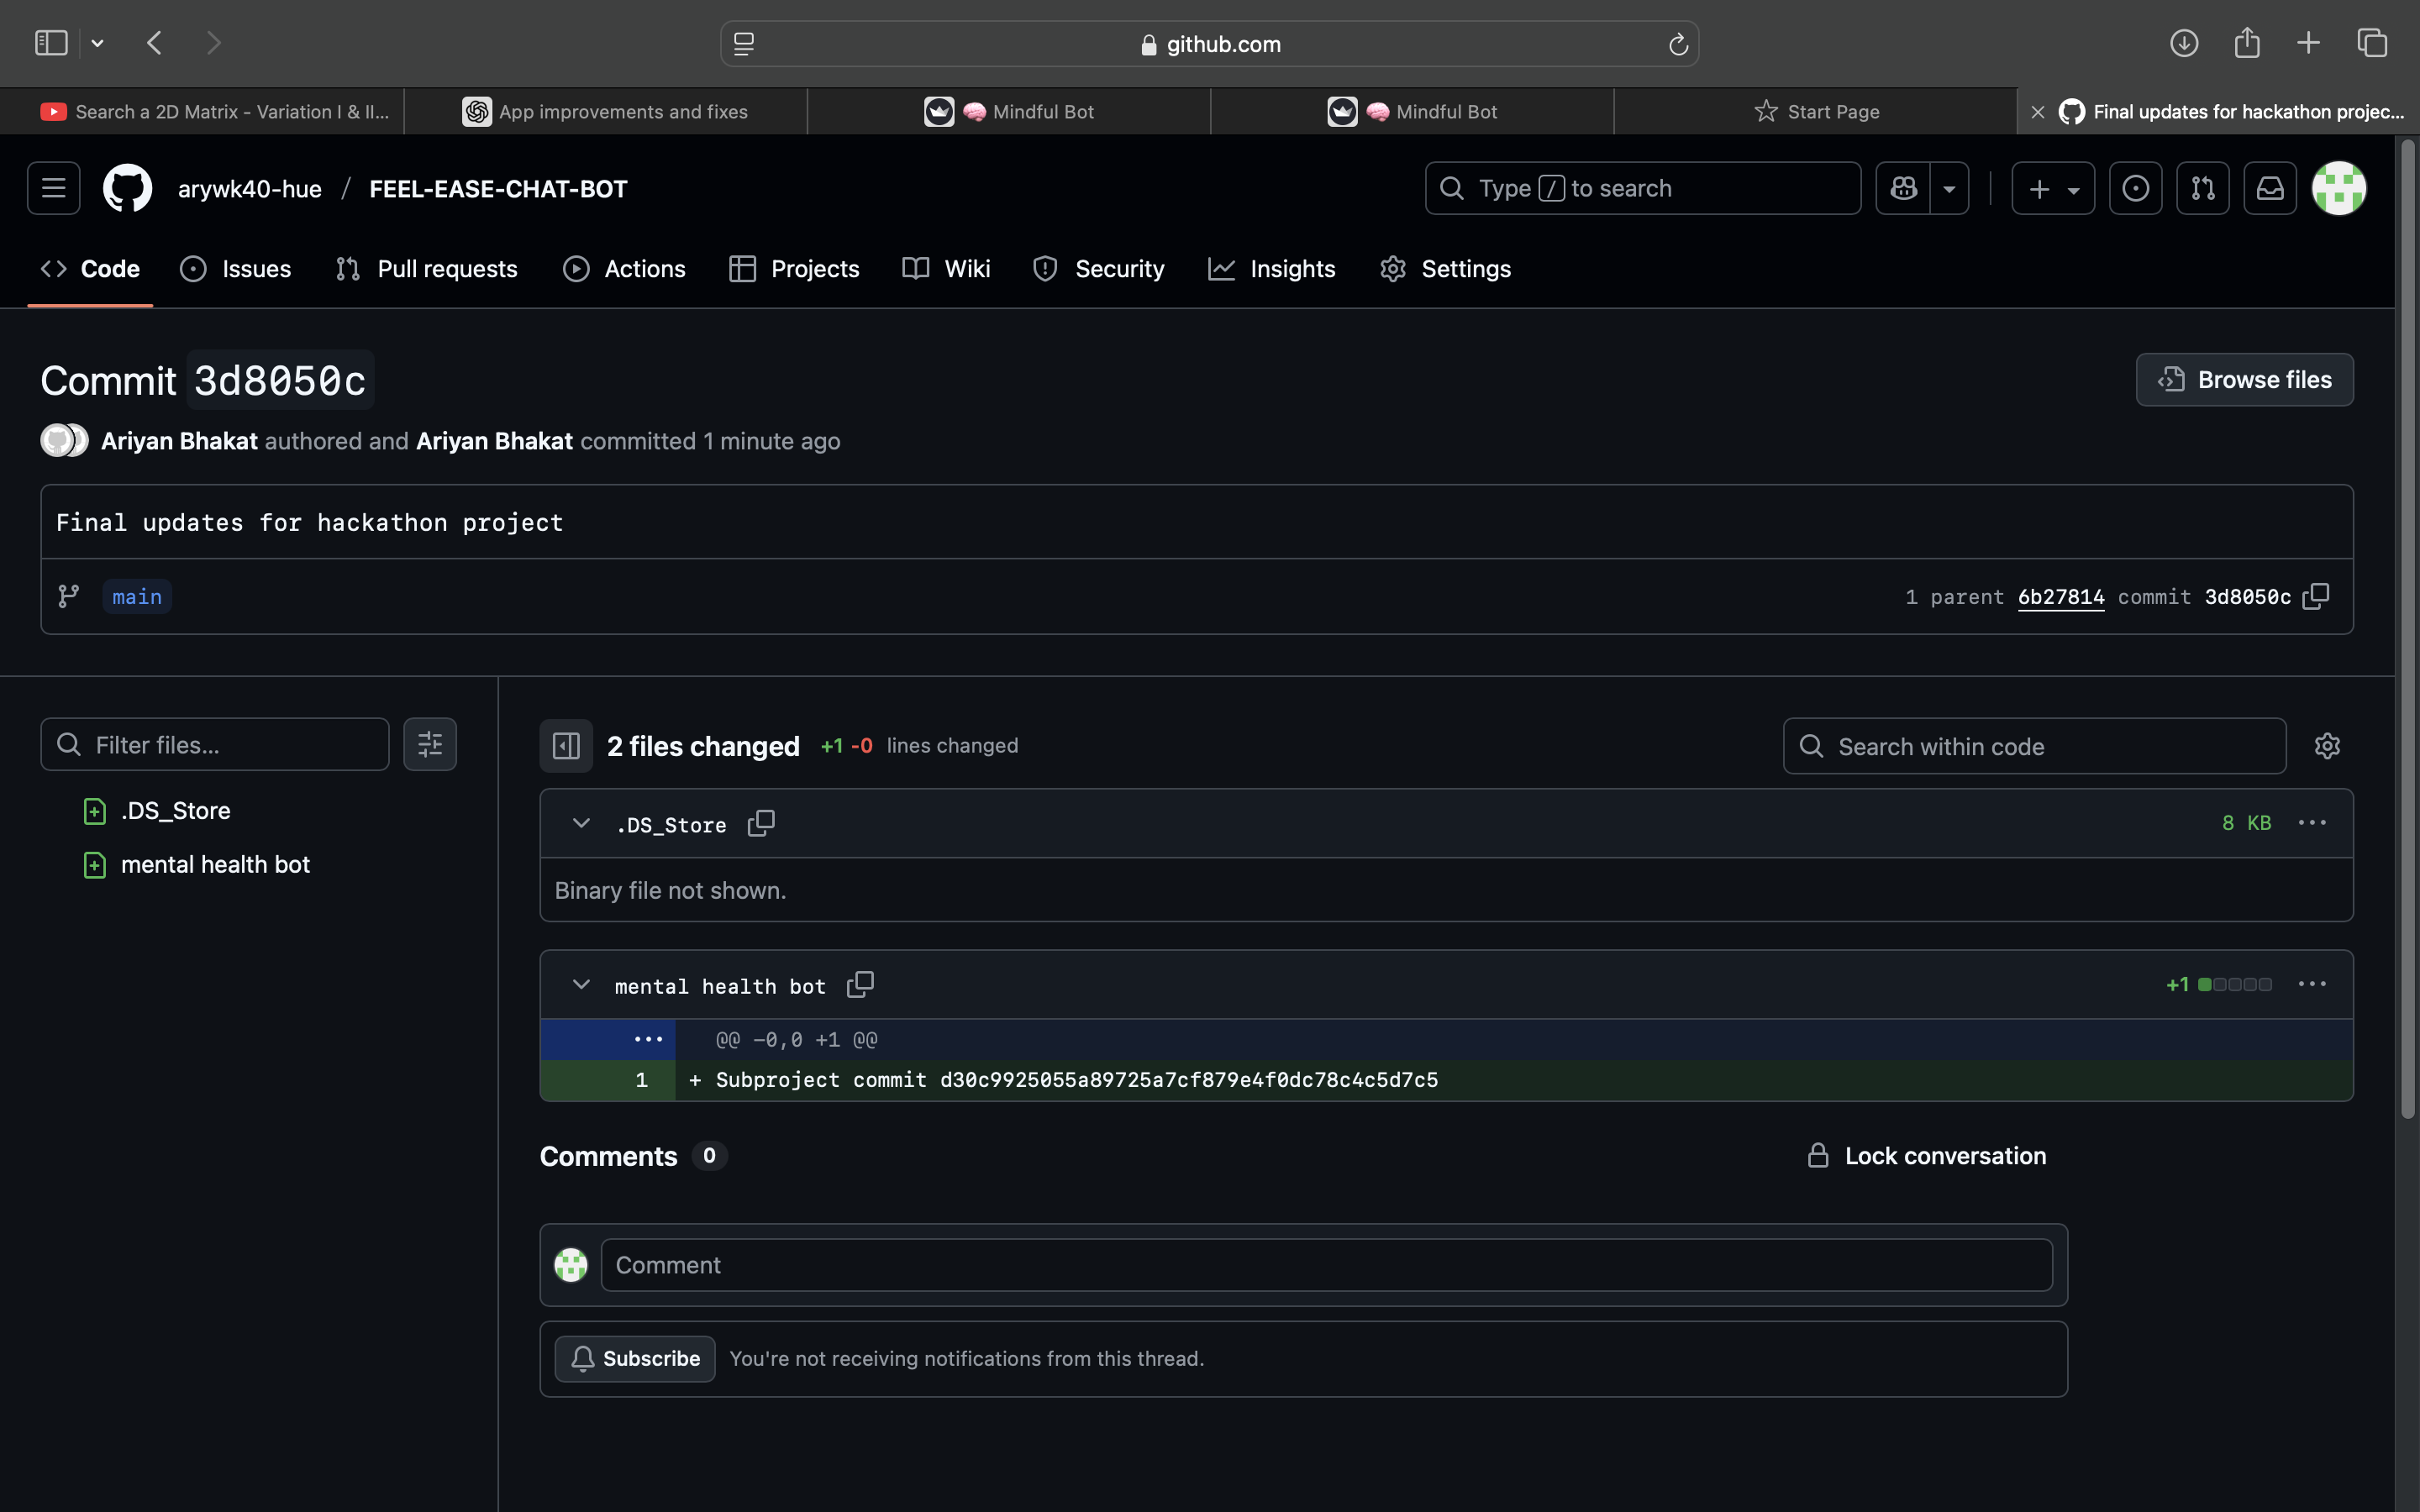 github.com
Search a 2D Matrix - Variation I & II...
App improvements and fixes
🧠 Mindful Bot
🧠 Mindful Bot
Start Page
Final updates for hackathon projec...
arywk40-hue / FEEL-EASE-CHAT-BOT
Type / to search
Code
Issues
Pull requests
Actions
Projects
Wiki
Security
Insights
Settings
Commit 3d8050c
Browse files
Ariyan Bhakat authored and Ariyan Bhakat committed 1 minute ago
Final updates for hackathon project
main
1 parent 6b27814 commit 3d8050c
Filter files...
.DS_Store
mental health bot
2 files changed +1 -0 lines changed
Search within code
.DS_Store
8 KB
Binary file not shown.
mental health bot
+1
@@ -0,0 +1 @@
1 + Subproject commit d30c9925055a89725a7cf879e4f0dc78c4c5d7c5
Comments 0
Lock conversation
Comment
Subscribe
You're not receiving notifications from this thread.